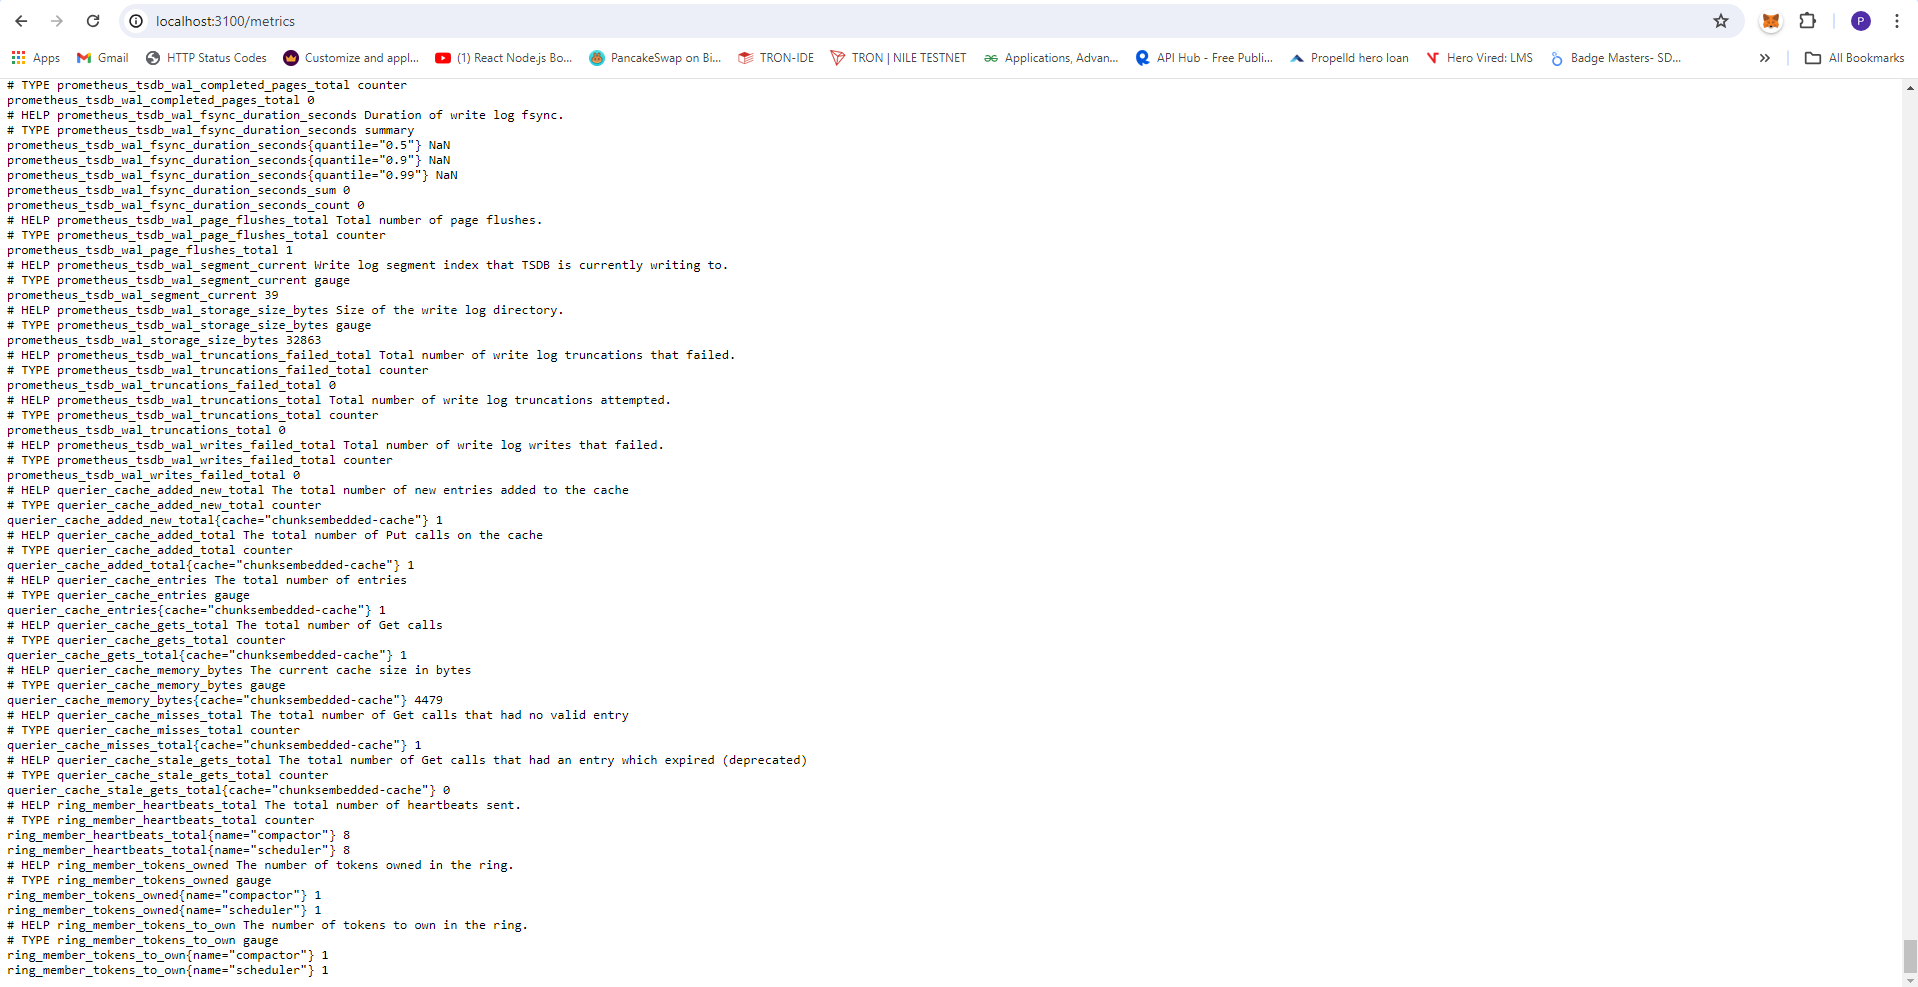 localhost:3100/metrics
P
Apps Gmail HTTP Status Codes Customize and appl... (1) React Node.js Bo... PancakeSwap on Bi... TRON-IDE TRON | NILE TESTNET Applications, Advan... API Hub - Free Publi... Propelld hero loan Hero Vired: LMS Badge Masters- SD... » All Bookmarks
# TYPE prometheus_tsdb_wal_completed_pages_total counter
prometheus_tsdb_wal_completed_pages_total 0
# HELP prometheus_tsdb_wal_fsync_duration_seconds Duration of write log fsync.
# TYPE prometheus_tsdb_wal_fsync_duration_seconds summary
prometheus_tsdb_wal_fsync_duration_seconds{quantile="0.5"} NaN
prometheus_tsdb_wal_fsync_duration_seconds{quantile="0.9"} NaN
prometheus_tsdb_wal_fsync_duration_seconds{quantile="0.99"} NaN
prometheus_tsdb_wal_fsync_duration_seconds_sum 0
prometheus_tsdb_wal_fsync_duration_seconds_count 0
# HELP prometheus_tsdb_wal_page_flushes_total Total number of page flushes.
# TYPE prometheus_tsdb_wal_page_flushes_total counter
prometheus_tsdb_wal_page_flushes_total 1
# HELP prometheus_tsdb_wal_segment_current Write log segment index that TSDB is currently writing to.
# TYPE prometheus_tsdb_wal_segment_current gauge
prometheus_tsdb_wal_segment_current 39
# HELP prometheus_tsdb_wal_storage_size_bytes Size of the write log directory.
# TYPE prometheus_tsdb_wal_storage_size_bytes gauge
prometheus_tsdb_wal_storage_size_bytes 32863
# HELP prometheus_tsdb_wal_truncations_failed_total Total number of write log truncations that failed.
# TYPE prometheus_tsdb_wal_truncations_failed_total counter
prometheus_tsdb_wal_truncations_failed_total 0
# HELP prometheus_tsdb_wal_truncations_total Total number of write log truncations attempted.
# TYPE prometheus_tsdb_wal_truncations_total counter
prometheus_tsdb_wal_truncations_total 0
# HELP prometheus_tsdb_wal_writes_failed_total Total number of write log writes that failed.
# TYPE prometheus_tsdb_wal_writes_failed_total counter
prometheus_tsdb_wal_writes_failed_total 0
# HELP querier_cache_added_new_total The total number of new entries added to the cache
# TYPE querier_cache_added_new_total counter
querier_cache_added_new_total{cache="chunksembedded-cache"} 1
# HELP querier_cache_added_total The total number of Put calls on the cache
# TYPE querier_cache_added_total counter
querier_cache_added_total{cache="chunksembedded-cache"} 1
# HELP querier_cache_entries The total number of entries
# TYPE querier_cache_entries gauge
querier_cache_entries{cache="chunksembedded-cache"} 1
# HELP querier_cache_gets_total The total number of Get calls
# TYPE querier_cache_gets_total counter
querier_cache_gets_total{cache="chunksembedded-cache"} 1
# HELP querier_cache_memory_bytes The current cache size in bytes
# TYPE querier_cache_memory_bytes gauge
querier_cache_memory_bytes{cache="chunksembedded-cache"} 4479
# HELP querier_cache_misses_total The total number of Get calls that had no valid entry
# TYPE querier_cache_misses_total counter
querier_cache_misses_total{cache="chunksembedded-cache"} 1
# HELP querier_cache_stale_gets_total The total number of Get calls that had an entry which expired (deprecated)
# TYPE querier_cache_stale_gets_total counter
querier_cache_stale_gets_total{cache="chunksembedded-cache"} 0
# HELP ring_member_heartbeats_total The total number of heartbeats sent.
# TYPE ring_member_heartbeats_total counter
ring_member_heartbeats_total{name="compactor"} 8
ring_member_heartbeats_total{name="scheduler"} 8
# HELP ring_member_tokens_owned The number of tokens owned in the ring.
# TYPE ring_member_tokens_owned gauge
ring_member_tokens_owned{name="compactor"} 1
ring_member_tokens_owned{name="scheduler"} 1
# HELP ring_member_tokens_to_own The number of tokens to own in the ring.
# TYPE ring_member_tokens_to_own gauge
ring_member_tokens_to_own{name="compactor"} 1
ring_member_tokens_to_own{name="scheduler"} 1